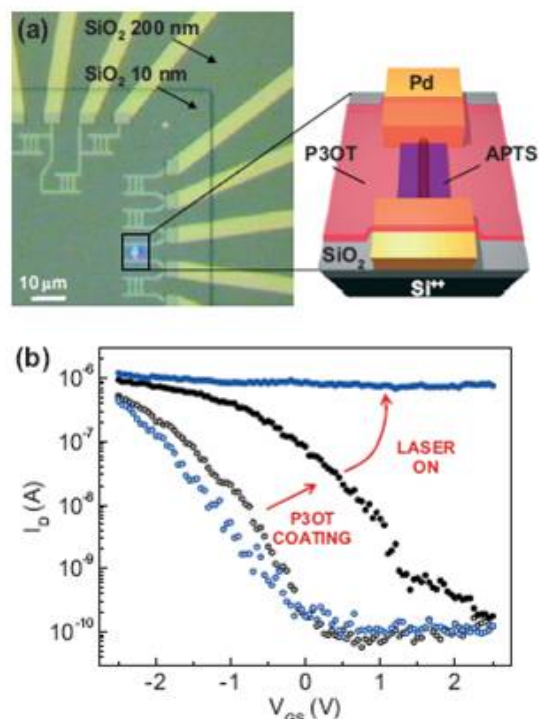 (a)
SiO₂ 200 nm
SiO₂ 10 nm
10 μm
Pd
P3OT
APTS
SiO₂
Si⁺⁺
(b)
I_D (A)
10⁻⁶
10⁻⁷
10⁻⁸
10⁻⁹
10⁻¹⁰
LASER
ON
P3OT
COATING
-2
-1
0
1
2
V_GS (V)